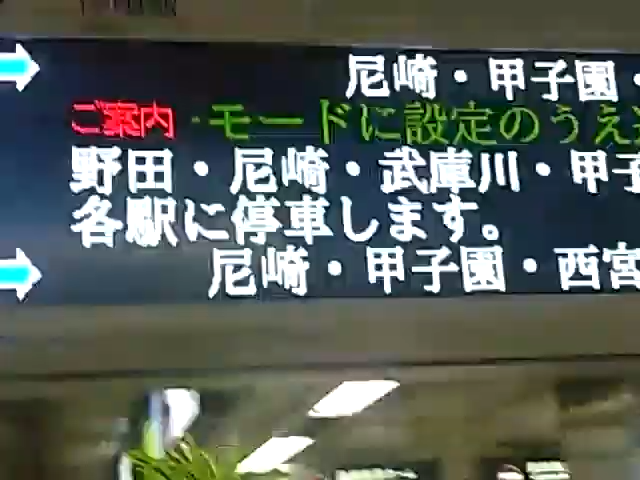 尼崎・甲子園・
ご案内 ・モードに設定のうえ
野田・尼崎・武庫川・甲子
各駅に停車します。
尼崎・甲子園・西宮